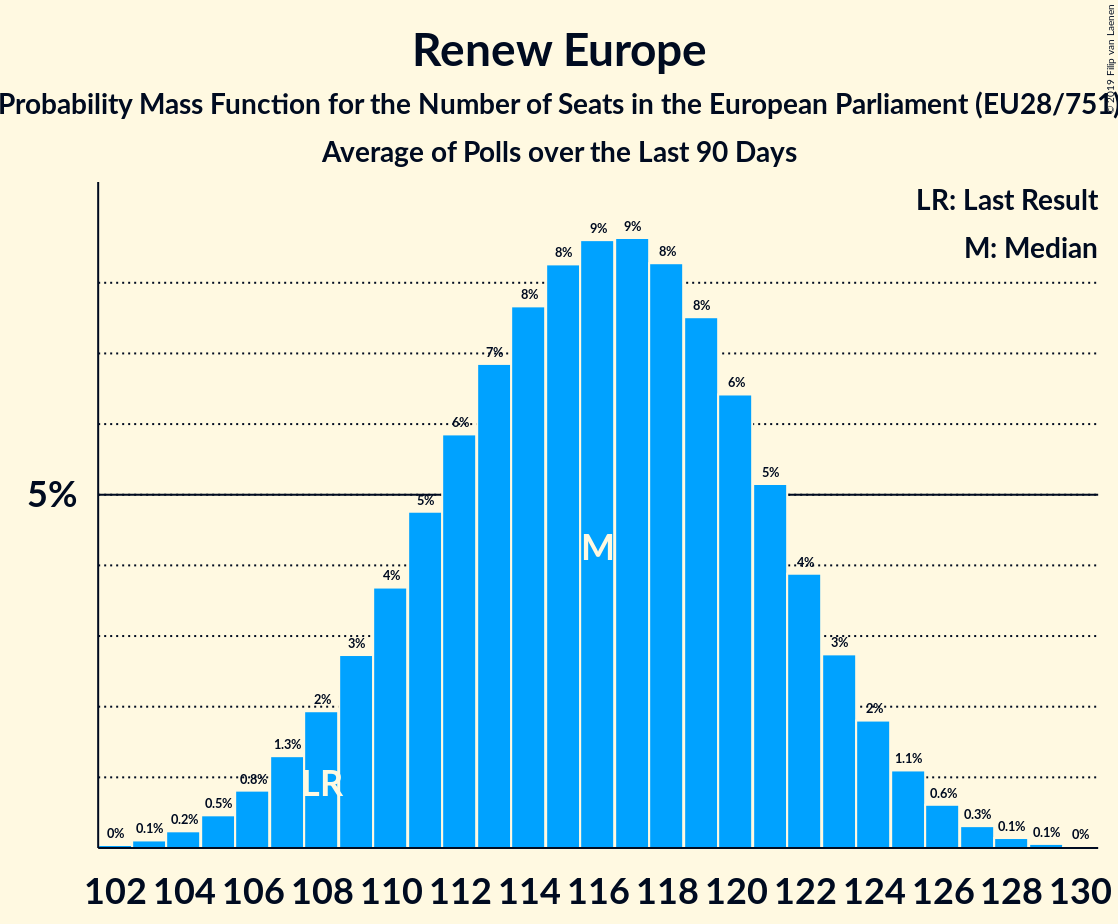 Renew Europe
© 2019 Filip van Laenen
Probability Mass Function for the Number of Seats in the European Parliament (EU28/751)
Average of Polls over the Last 90 Days
LR: Last Result
M: Median
5%
0% 0.1% 0.2% 0.5% 0.8% 1.3% 2% 3% 4% 5% 6% 7% 8% 8% 9% 9% 8% 8% 6% 5% 4% 3% 2% 1.1% 0.6% 0.3% 0.1% 0.1% 0%
M
LR
102 104 106 108 110 112 114 116 118 120 122 124 126 128 130